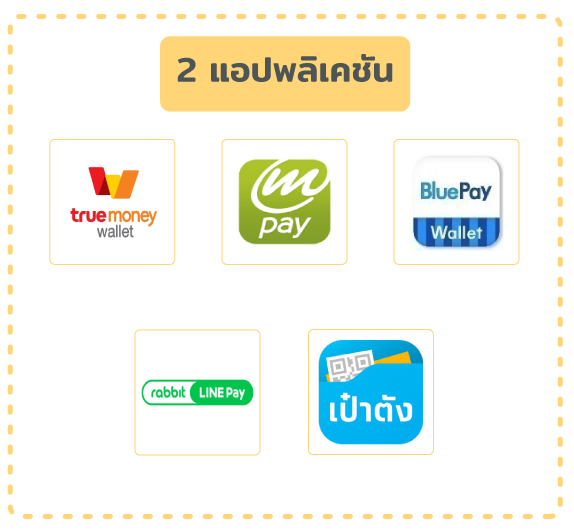 2 แอปพลิเคชัน
truemoney
wallet
m
pay
BluePay
Wallet
rabbit LINE Pay
เป๋าตัง